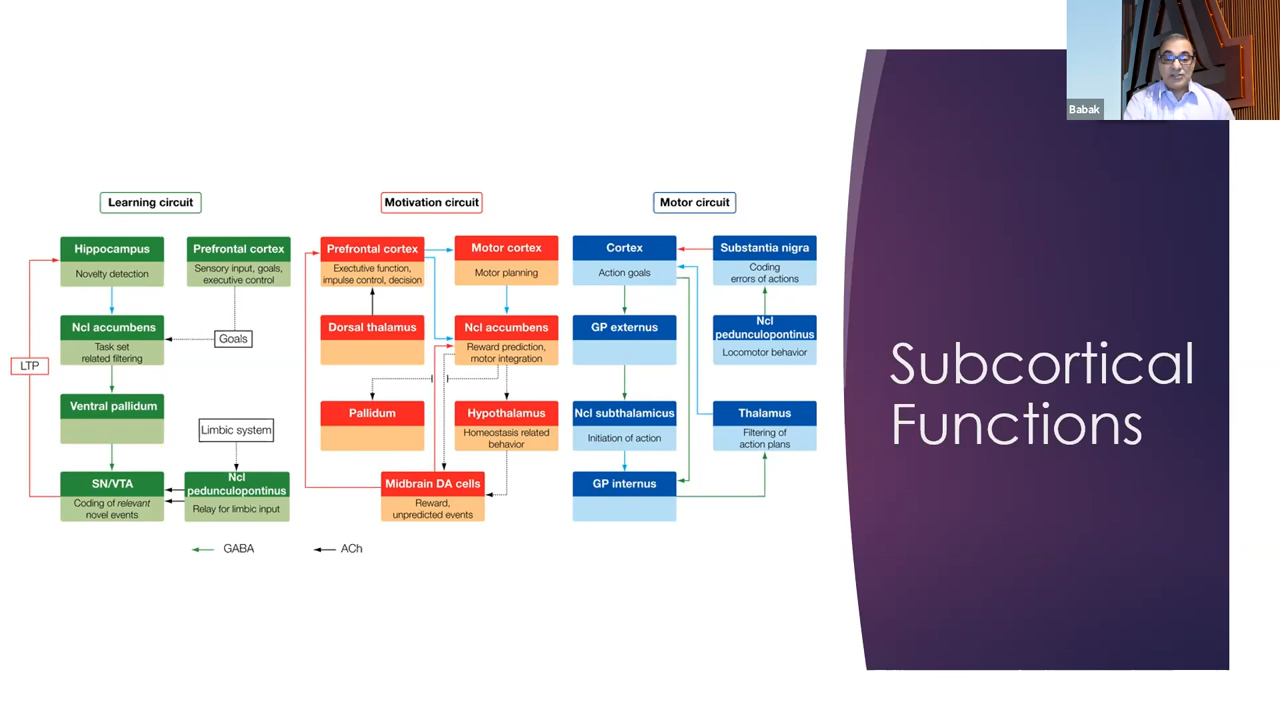 Babak
Learning circuit
Hippocampus
Novelty detection
Prefrontal cortex
Sensory input, goals,
executive control
Ncl accumbens
Task set
related filtering
Goals
LTP
Ventral pallidum
Limbic system
SN/VTA
Coding of relevant
novel events
Ncl
pedunculopontinus
Relay for limbic input
GABA
ACh
Motivation circuit
Prefrontal cortex
Exectutive function,
impulse control, decision
Motor cortex
Motor planning
Dorsal thalamus
Ncl accumbens
Reward prediction,
motor integration
Pallidum
Hypothalamus
Homeostasis related
behavior
Midbrain DA cells
Reward,
unpredicted events
Motor circuit
Cortex
Action goals
Substantia nigra
Coding
errors of actions
GP externus
Ncl
pedunculopontinus
Locomotor behavior
Ncl subthalamicus
Initiation of action
Thalamus
Filtering of
action plans
GP internus
Subcortical
Functions